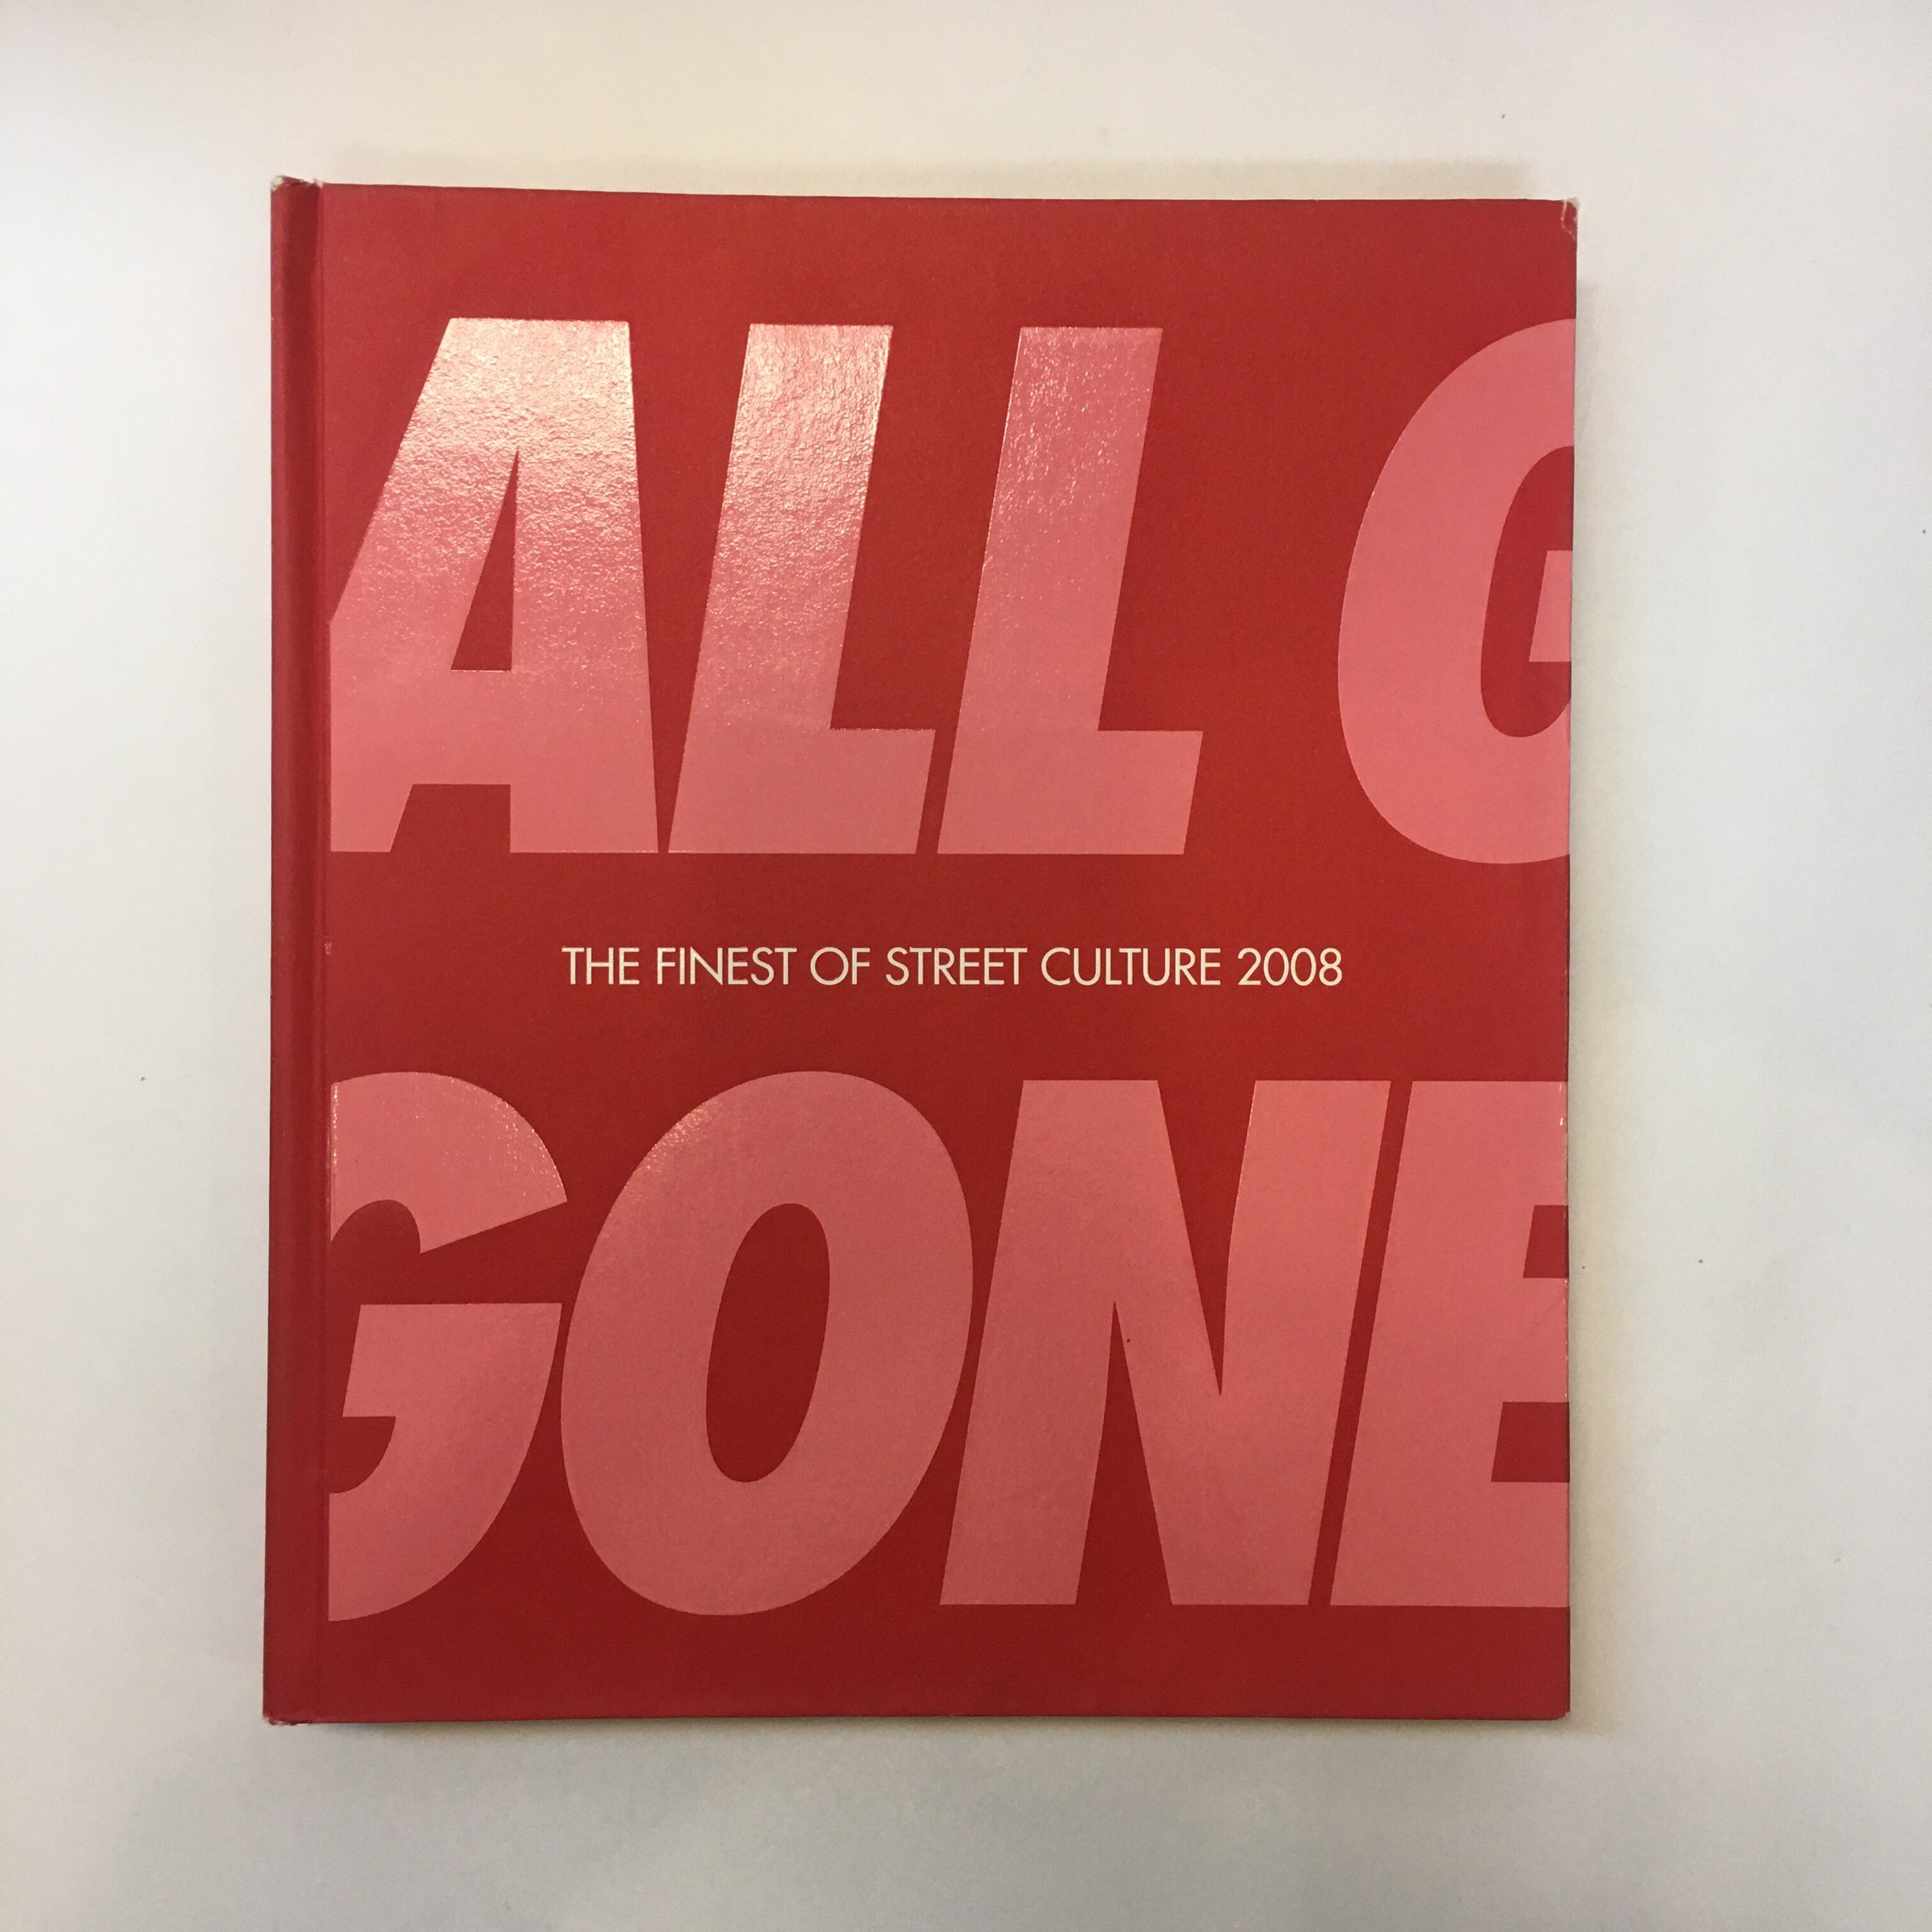 ALL G
THE FINEST OF STREET CULTURE 2008
GONE